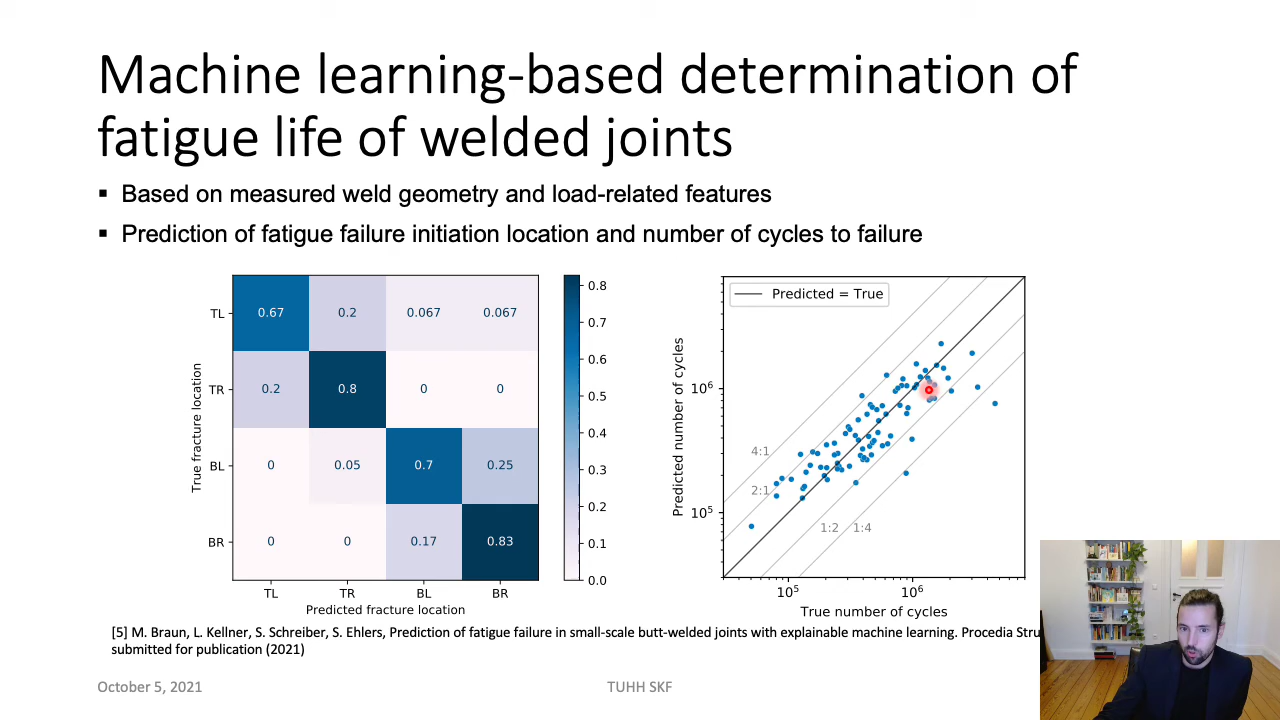 Machine learning-based determination of
fatigue life of welded joints
▪ Based on measured weld geometry and load-related features
▪ Prediction of fatigue failure initiation location and number of cycles to failure
True fracture location
TL
0.67
0.2
0.067
0.067
TR
0.2
0.8
0
0
BL
0
0.05
0.7
0.25
BR
0
0
0.17
0.83
TL
TR
BL
BR
Predicted fracture location
0.8
0.7
0.6
0.5
0.4
0.3
0.2
0.1
0.0
Predicted = True
Predicted number of cycles
10⁶
10⁵
4:1
2:1
1:2
1:4
10⁵
10⁶
True number of cycles
[5] M. Braun, L. Kellner, S. Schreiber, S. Ehlers, Prediction of fatigue failure in small-scale butt-welded joints with explainable machine learning. Procedia Stru
submitted for publication (2021)
October 5, 2021
TUHH SKF